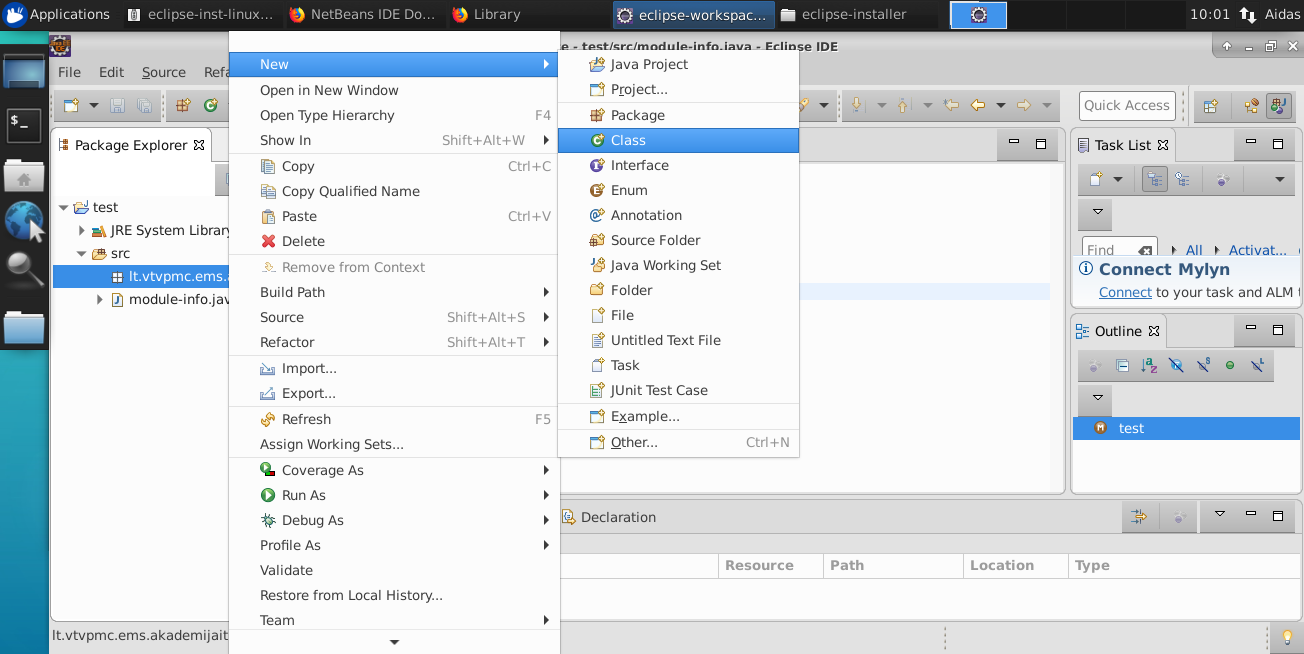 Applications
eclipse-inst-linux...
NetBeans IDE Do...
Library
eclipse-workspac...
eclipse-installer
10:01
Aidas
e - test/src/module-info.java - Eclipse IDE
File
Edit
Source
Refa
Quick Access
Package Explorer
test
JRE System Library
src
lt.vtvpmc.ems.a
module-info.jav
New
Open in New Window
Open Type Hierarchy F4
Show In Shift+Alt+W
Copy Ctrl+C
Copy Qualified Name
Paste Ctrl+V
Delete
Remove from Context
Build Path
Source Shift+Alt+S
Refactor Shift+Alt+T
Import...
Export...
Refresh F5
Assign Working Sets...
Coverage As
Run As
Debug As
Profile As
Validate
Restore from Local History...
Team
Java Project
Project...
Package
Class
Interface
Enum
Annotation
Source Folder
Java Working Set
Folder
File
Untitled Text File
Task
JUnit Test Case
Example...
Other... Ctrl+N
Task List
Find
All
Activat...
Connect Mylyn
Connect to your task and ALM t
Outline
test
Declaration
Resource
Path
Location
Type
lt.vtvpmc.ems.akademijait